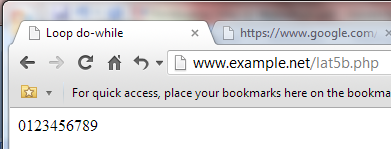 Loop do-while
https://www.google.com/
www.example.net/lat5b.php
For quick access, place your bookmarks here on the bookma
0123456789